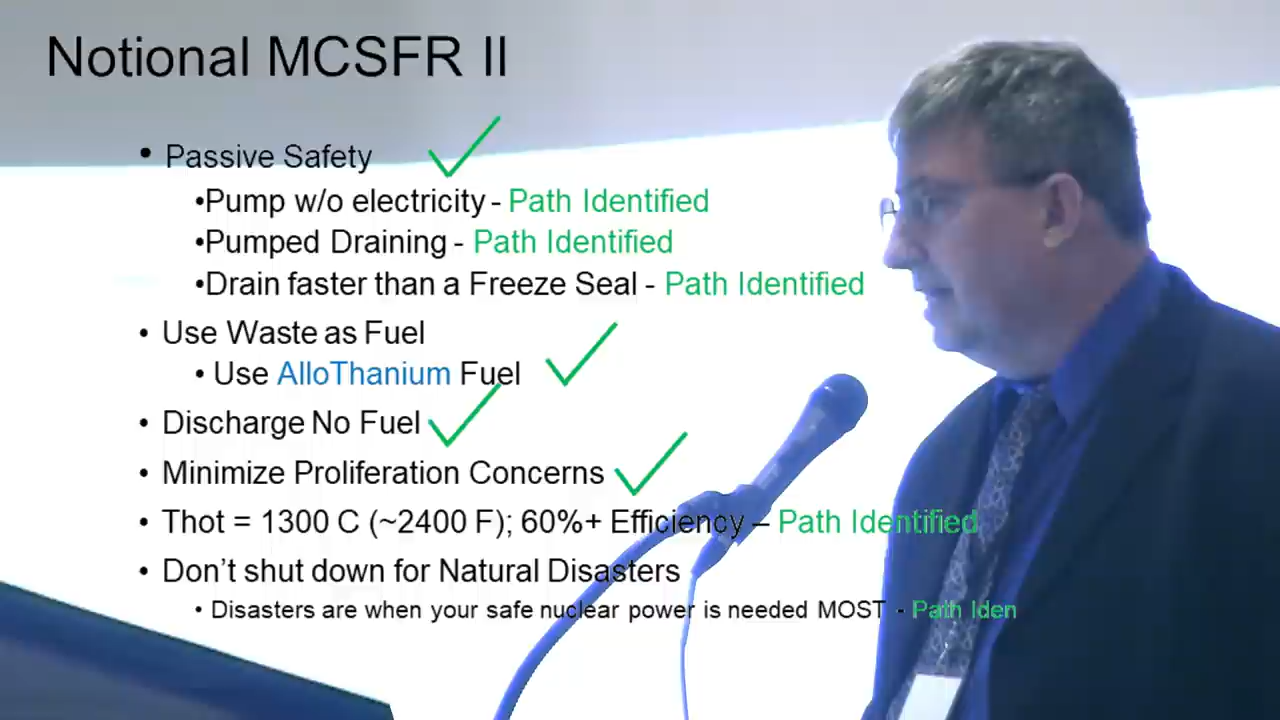 Notional MCSFR II
• Passive Safety
•Pump w/o electricity - Path Identified
•Pumped Draining - Path Identified
•Drain faster than a Freeze Seal - Path Identified
• Use Waste as Fuel
• Use AlloThanium Fuel
• Discharge No Fuel
• Minimize Proliferation Concerns
• Thot = 1300 C (~2400 F); 60%+ Efficiency – Path Identified
• Don't shut down for Natural Disasters
• Disasters are when your safe nuclear power is needed MOST - Path Iden